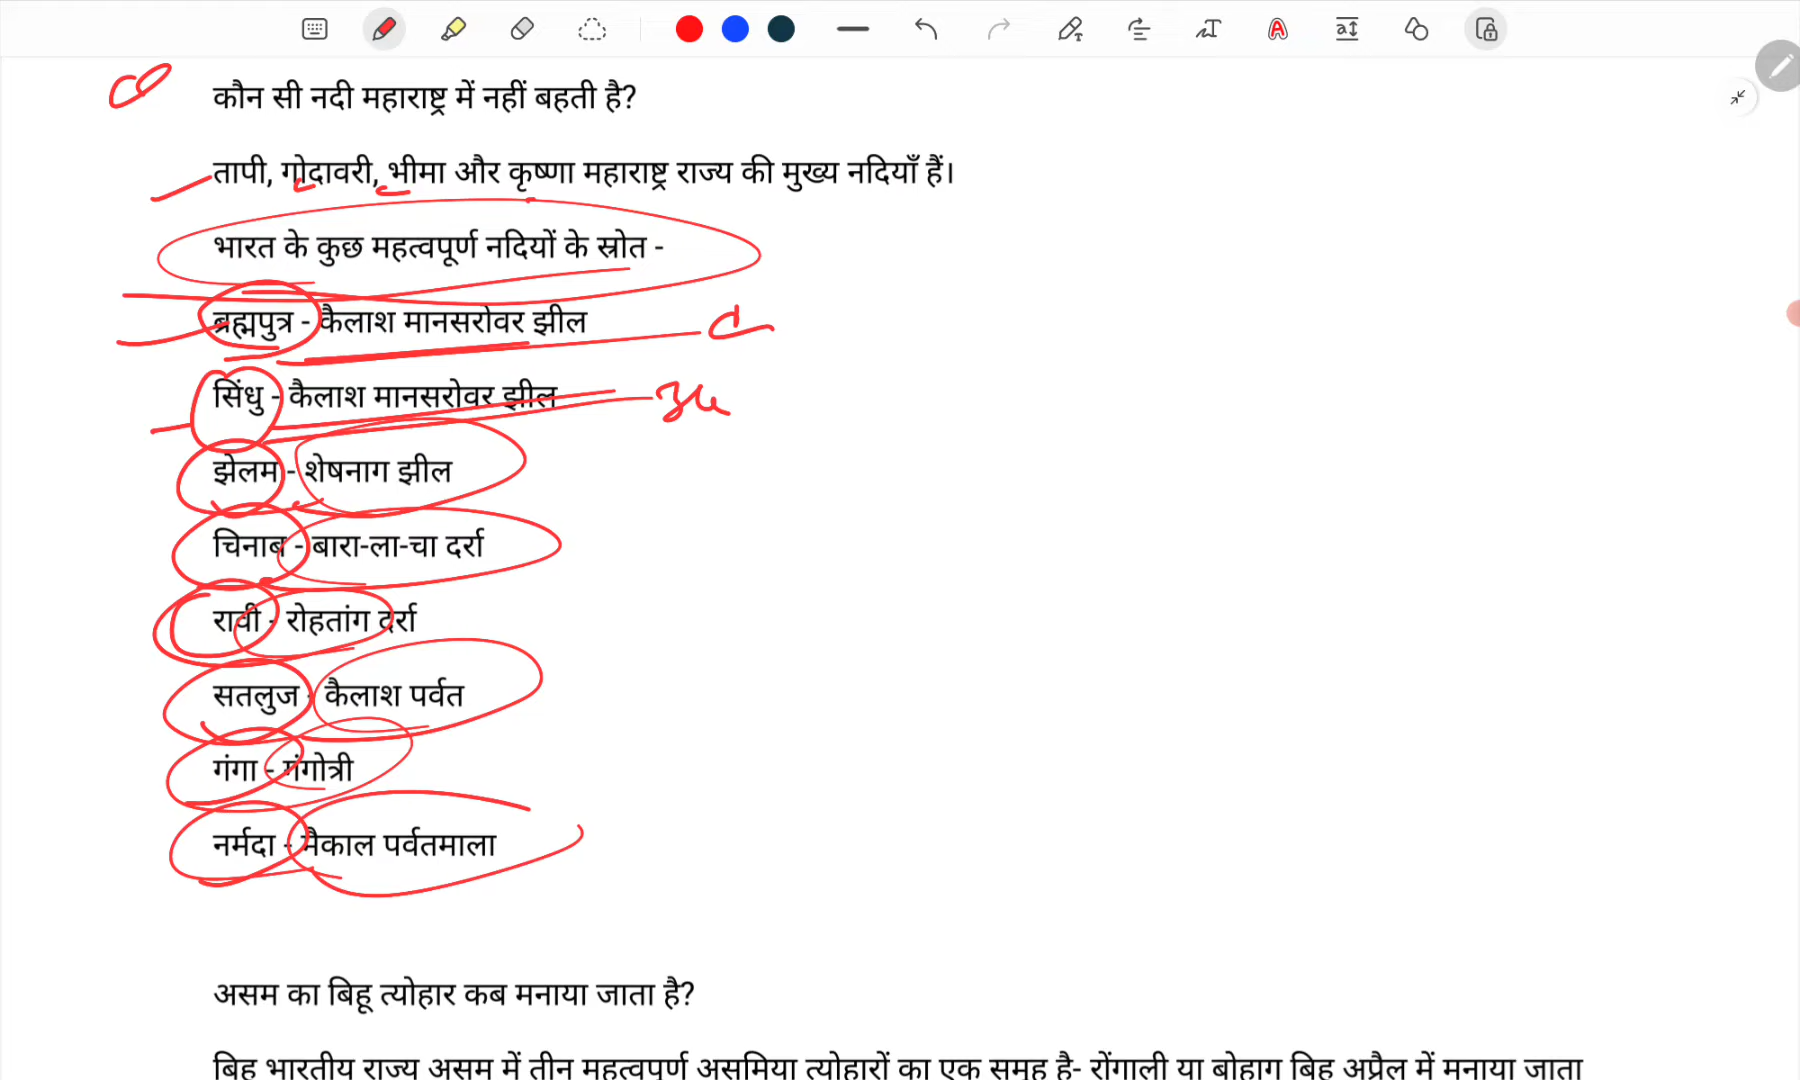 कौन सी नदी महाराष्ट्र में नहीं बहती है?
तापी, गोदावरी, भीमा और कृष्णा महाराष्ट्र राज्य की मुख्य नदियाँ हैं।
भारत के कुछ महत्वपूर्ण नदियों के स्रोत -
ब्रह्मपुत्र - कैलाश मानसरोवर झील
सिंधु - कैलाश मानसरोवर झील
झेलम - शेषनाग झील
चिनाब - बारा-ला-चा दर्रा
रावी - रोहतांग दर्रा
सतलुज - कैलाश पर्वत
गंगा - गंगोत्री
नर्मदा - मैकाल पर्वतमाला
असम का बिहू त्योहार कब मनाया जाता है?
बिहू भारतीय राज्य असम में तीन महत्वपूर्ण असमिया त्योहारों का एक समूह है- रोंगाली या बोहाग बिहू अप्रैल में मनाया जाता